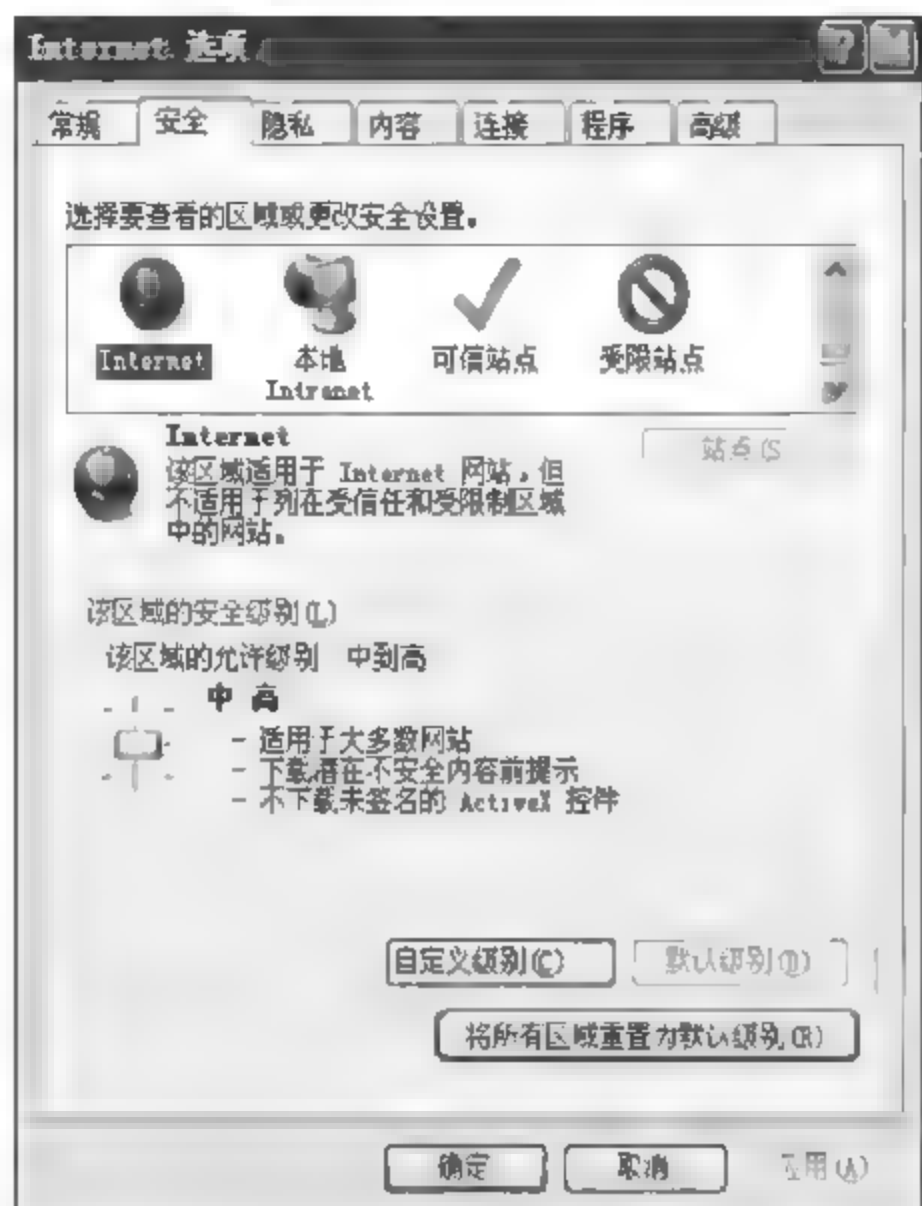 Internet 选项
常规 安全 隐私 内容 连接 程序 高级
选择要查看的区域或更改安全设置。
Internet 本地 Intranet 可信站点 受限站点
Internet
站点(S
该区域适用于 Internet 网站，但
不适用于列在受信任和受限制区域
中的网站。
该区域的安全级别(L)
该区域的允许级别 中到高
中 高
- 适用于大多数网站
- 下载潜在不安全内容前提示
- 不下载未签名的 ActiveX 控件
自定义级别(C) 默认级别(D)
将所有区域重置为默认级别(R)
确定 取消 应用(A)